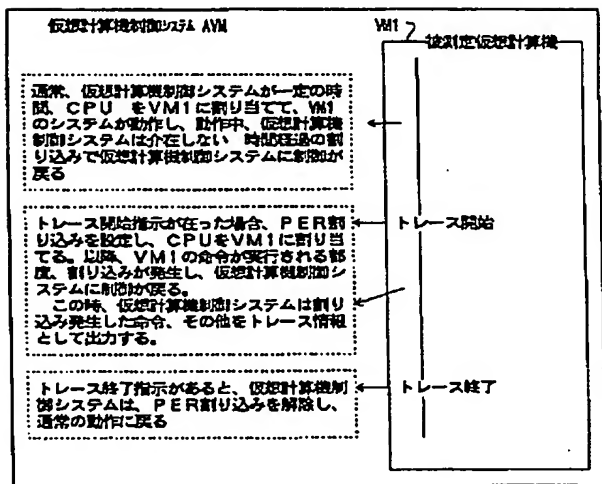 仮想計算機制御システム AVM
VM1
被測定仮想計算機
通常、仮想計算機制御システムが一定の時
間、CPU をVM1に割り当てて、VM1
のシステムが動作し、動作中、仮想計算機
制御システムは介在しない 時間経過の割
り込みで仮想計算機制御システムに制御が
戻る
トレース開始指示が在った場合、PER割
り込みを設定し、CPUをVM1に割り当
てる。以降、VM1の命令が実行される都
度、割り込みが発生し、仮想計算機制御シ
ステムに制御が戻る。
この時、仮想計算機制御システムは割り
込み発生した命令、その他をトレース情報
として出力する。
トレース開始
トレース終了指示があると、仮想計算機制
御システムは、PER割り込みを解除し、
通常の動作に戻る
トレース終了